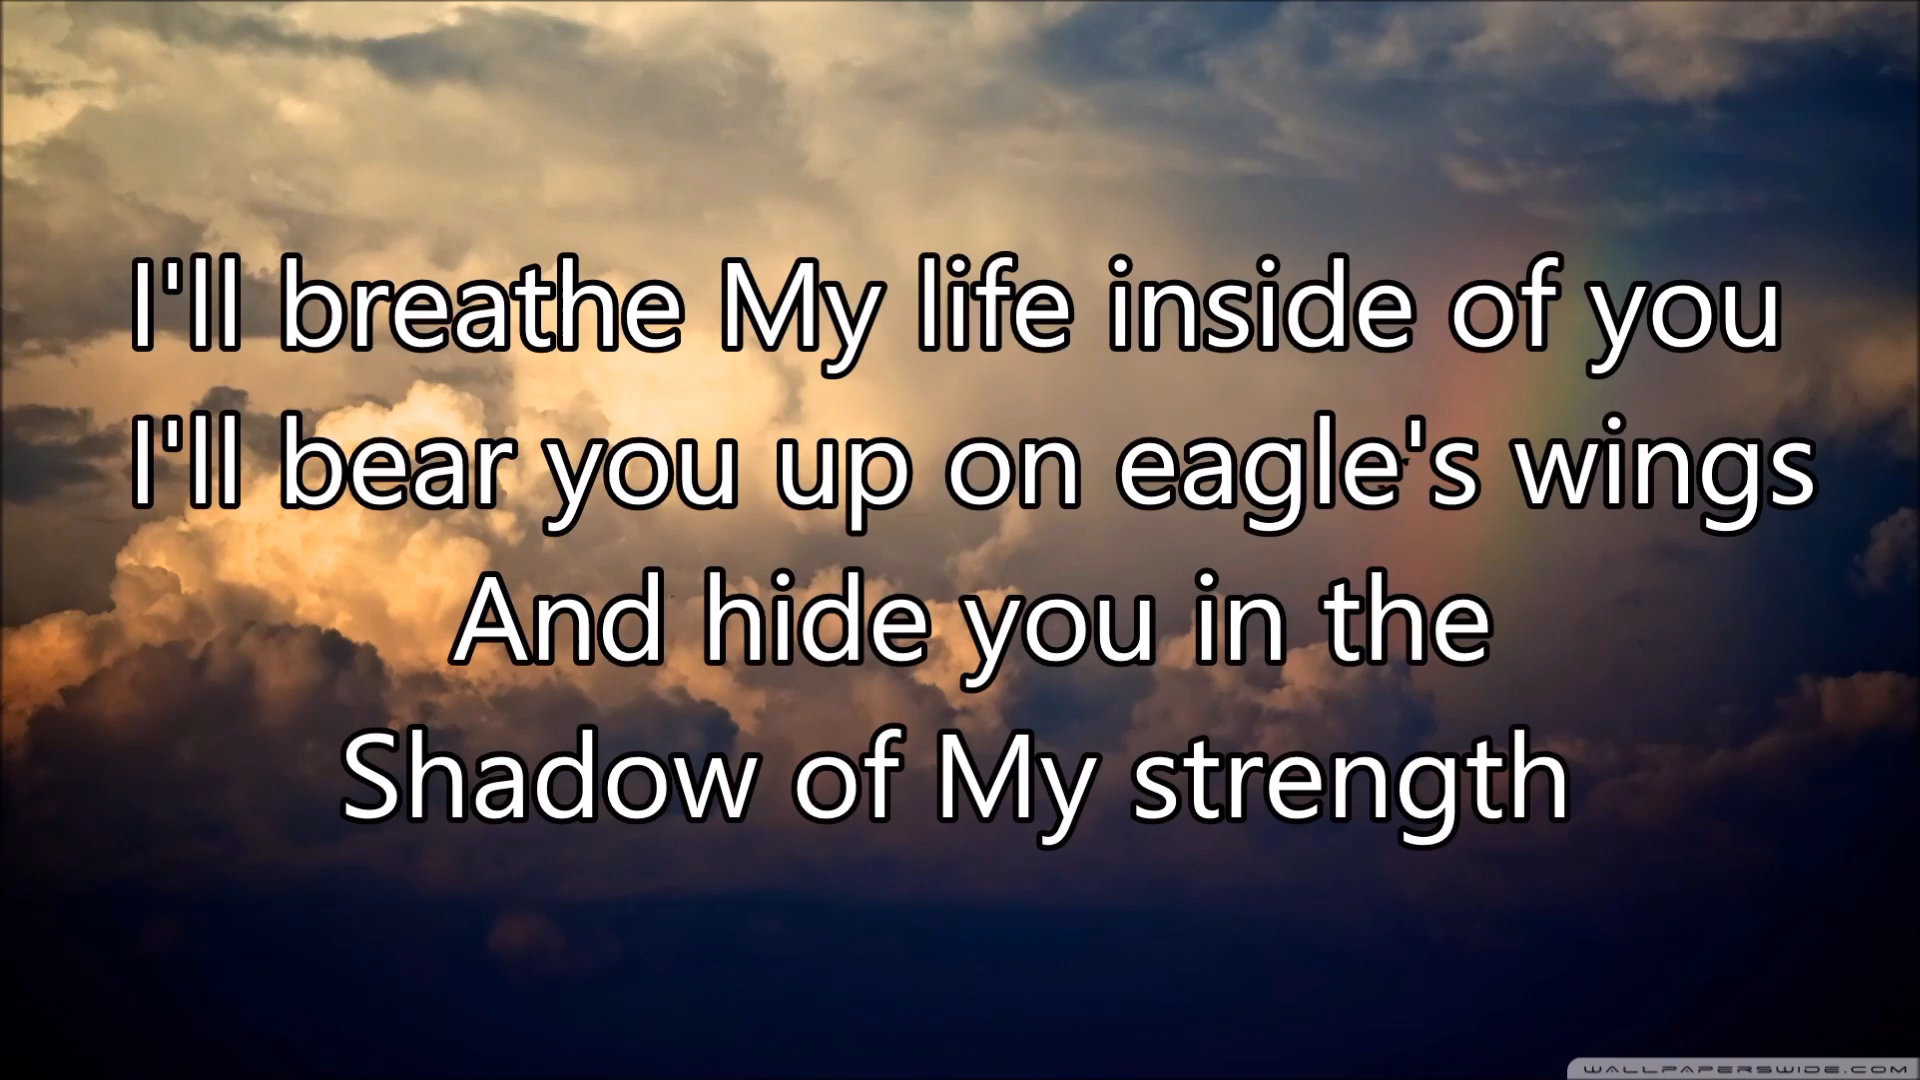 I'll breathe My life inside of you
I'll bear you up on eagle's wings
And hide you in the
Shadow of My strength
WALLPAPERSWIDE.COM